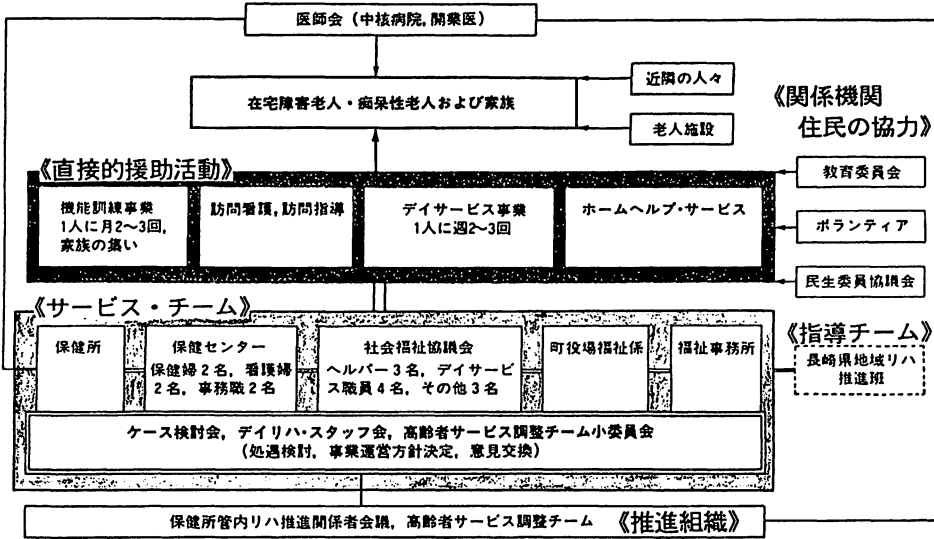 医師会（中核病院，開業医）
近隣の人々
在宅障害老人・痴呆性老人および家族
老人施設
《関係機関
住民の協力》
《直接的援助活動》
教育委員会
機能訓練事業
1人に月2〜3回，
家族の集い
訪問看護，訪問指導
デイサービス事業
1人に週2〜3回
ホームヘルプ・サービス
ボランティア
民生委員協議会
《サービス・チーム》
保健所
保健センター
保健婦2名，看護婦
2名，事務職2名
社会福祉協議会
ヘルパー3名，デイサービ
ス職員4名，その他3名
町役場福祉係
福祉事務所
《指導チーム》
長崎県地域リハ
推進班
ケース検討会，デイリハ・スタッフ会，高齢者サービス調整チーム小委員会
（処遇検討，事業運営方針決定，意見交換）
保健所管内リハ推進関係者会議，高齢者サービス調整チーム 《推進組織》